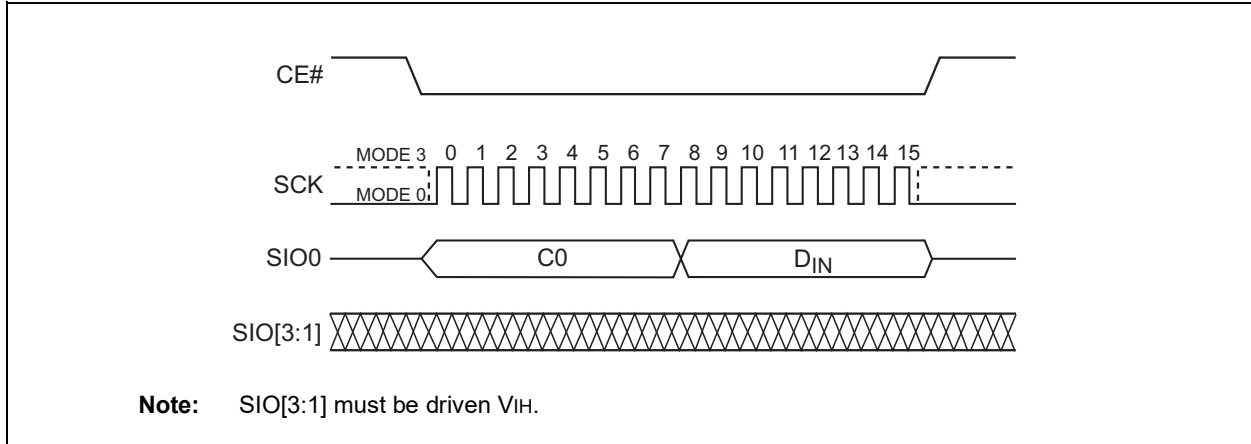 CE#
MODE 3 0 1 2 3 4 5 6 7 8 9 10 11 12 13 14 15
SCK
MODE 0
SIO0 C0 DIN
SIO[3:1]
Note: SIO[3:1] must be driven VIH.